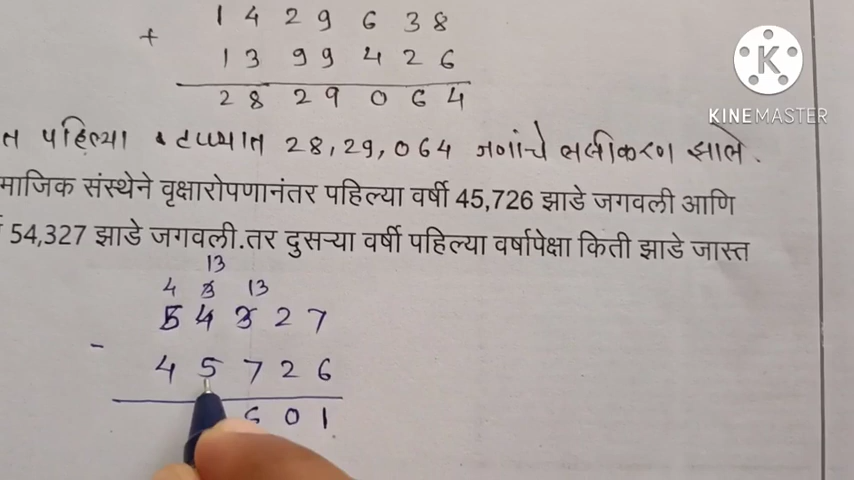 1 4 2 9 6 3 8
+
1 3 9 9 4 2 6
2 8 2 9 0 6 4
KINEMASTER
त पहिल्या टप्प्यात 28,29,064 जणांचे लसीकरण झाले.
माजिक संस्थेने वृक्षारोपणानंतर पहिल्या वर्षी 45,726 झाडे जगवली आणि
54,327 झाडे जगवली.तर दुसऱ्या वर्षी पहिल्या वर्षापेक्षा किती झाडे जास्त
13
4 3 13
5 4 3 2 7
-
4 5 7 2 6
6 0 1